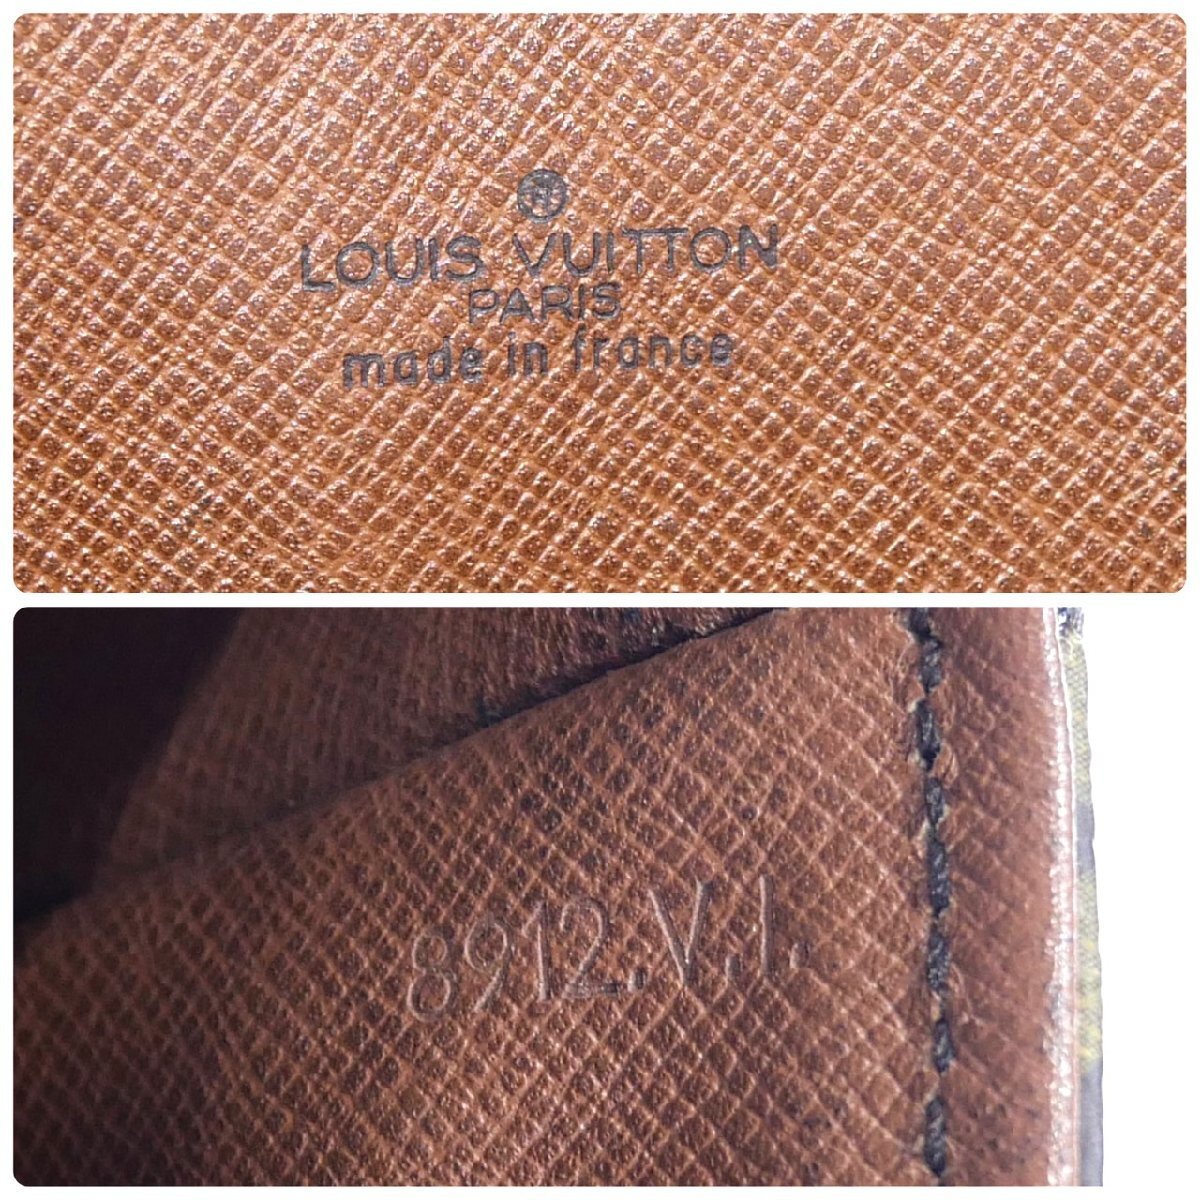 LOUIS VUITTON
PARIS
made in france
8912.V.I.